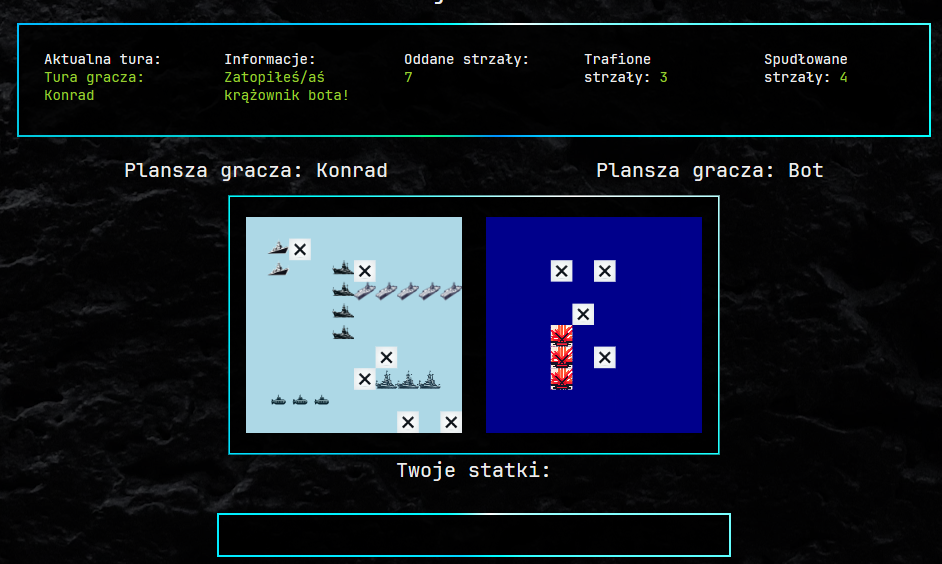 Aktualna tura:
Tura gracza:
Konrad
Informacje:
Zatopiłeś/aś
krążownik bota!
Oddane strzały:
7
Trafione
strzały: 3
Spudłowane
strzały: 4
Plansza gracza: Konrad
Plansza gracza: Bot
Twoje statki: